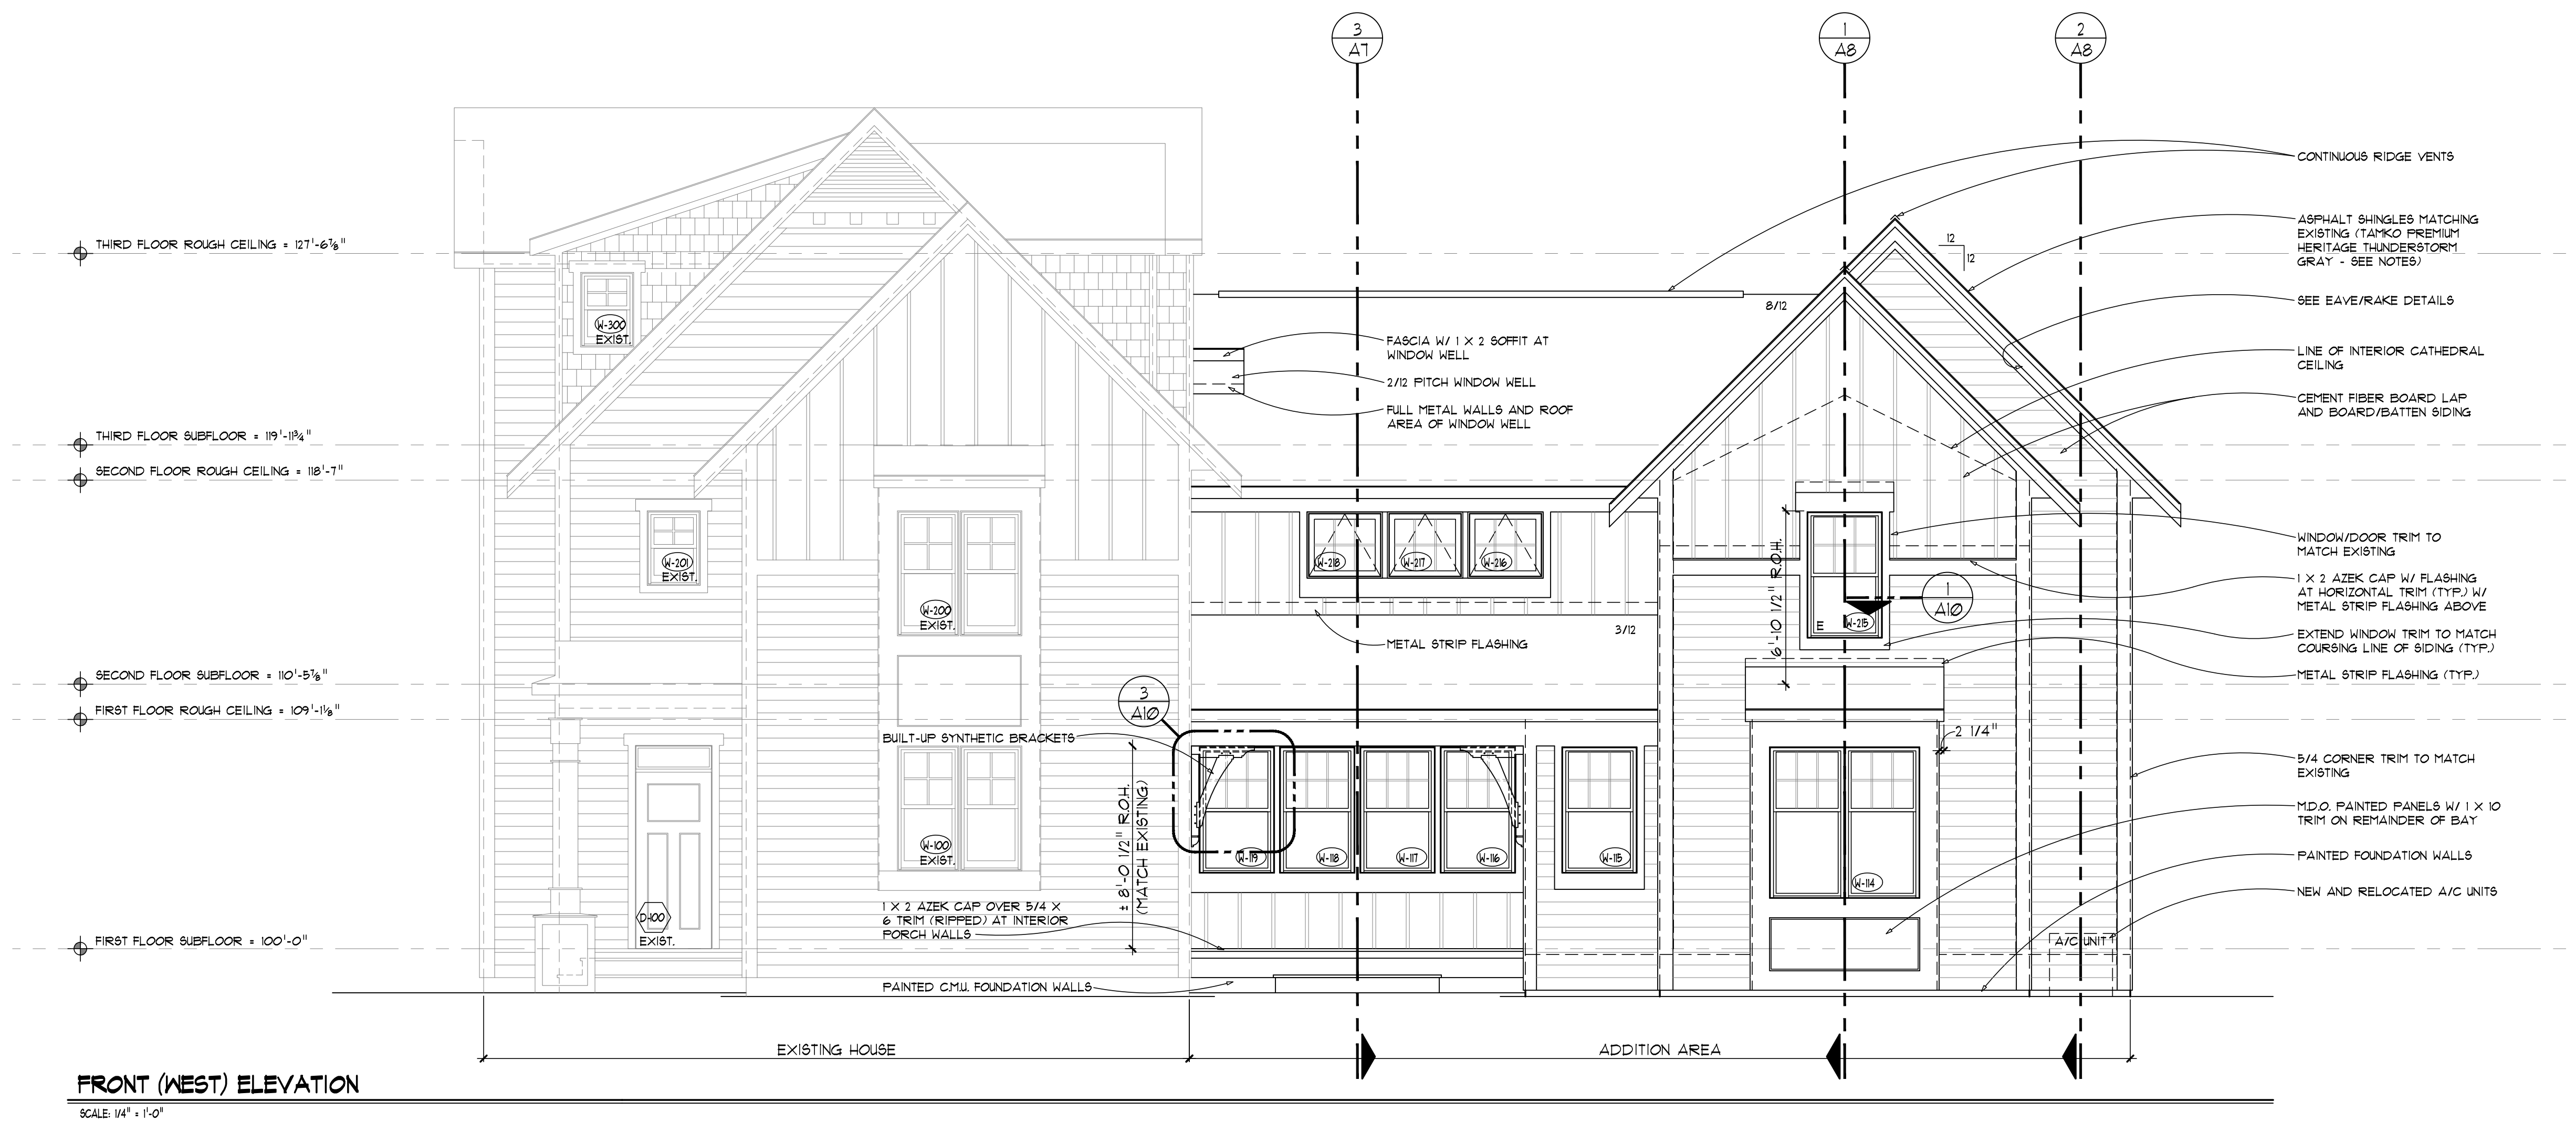 3
A7
1
A8
2
A8
CONTINUOUS RIDGE VENTS
ASPHALT SHINGLES MATCHING
EXISTING (TAMKO PREMIUM
HERITAGE THUNDERSTORM
GRAY - SEE NOTES)
12
12
THIRD FLOOR ROUGH CEILING = 127'-6⅞"
SEE EAVE/RAKE DETAILS
8/12
W-300
EXIST.
FASCIA W/ 1 X 2 SOFFIT AT
WINDOW WELL
LINE OF INTERIOR CATHEDRAL
CEILING
2/12 PITCH WINDOW WELL
CEMENT FIBER BOARD LAP
AND BOARD/BATTEN SIDING
FULL METAL WALLS AND ROOF
AREA OF WINDOW WELL
THIRD FLOOR SUBFLOOR = 119'-11¾"
SECOND FLOOR ROUGH CEILING = 118'-7"
WINDOW/DOOR TRIM TO
MATCH EXISTING
W-201
EXIST.
W-218
W-217
W-216
6'-10 1/2" R.O.H.
1 X 2 AZEK CAP W/ FLASHING
AT HORIZONTAL TRIM (TYP.) W/
METAL STRIP FLASHING ABOVE
1
A10
W-200
EXIST.
E
W-215
3/12
EXTEND WINDOW TRIM TO MATCH
COURSING LINE OF SIDING (TYP.)
METAL STRIP FLASHING
METAL STRIP FLASHING (TYP.)
SECOND FLOOR SUBFLOOR = 110'-5⅞"
FIRST FLOOR ROUGH CEILING = 109'-1⅛"
3
A10
BUILT-UP SYNTHETIC BRACKETS
2 1/4"
5/4 CORNER TRIM TO MATCH
EXISTING
± 8'-0 1/2" R.O.H.
(MATCH EXISTING)
M.D.O. PAINTED PANELS W/ 1 X 10
TRIM ON REMAINDER OF BAY
W-100
EXIST.
W-119
W-118
W-117
W-116
W-115
W-114
PAINTED FOUNDATION WALLS
NEW AND RELOCATED A/C UNITS
1 X 2 AZEK CAP OVER 5/4 X
6 TRIM (RIPPED) AT INTERIOR
PORCH WALLS
D-100
EXIST.
A/C UNIT
FIRST FLOOR SUBFLOOR = 100'-0"
PAINTED C.M.U. FOUNDATION WALLS
EXISTING HOUSE
ADDITION AREA
FRONT (WEST) ELEVATION
SCALE: 1/4" = 1'-0"